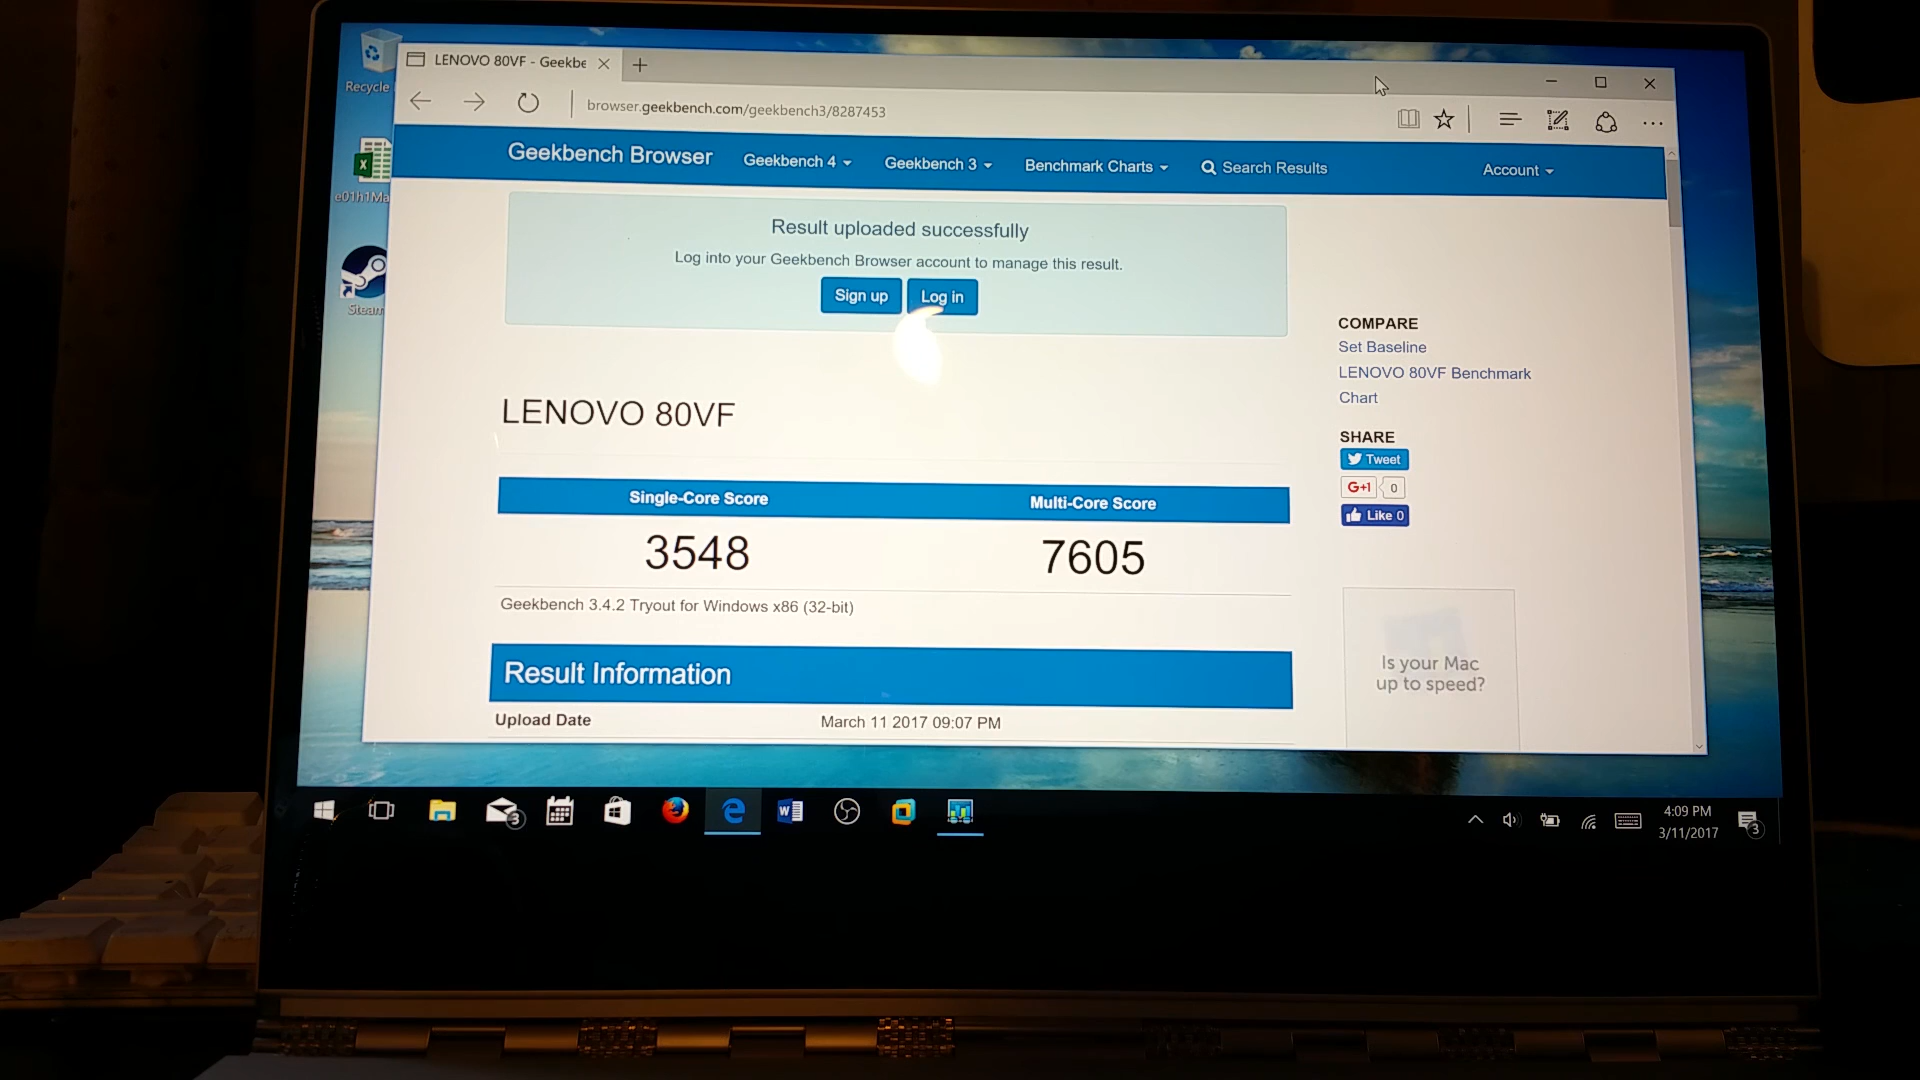 Recycle
e01h1Ma
Steam
LENOVO 80VF - Geekbe
browser.geekbench.com/geekbench3/8287453
Geekbench Browser
Geekbench 4
Geekbench 3
Benchmark Charts
Search Results
Account
Result uploaded successfully
Log into your Geekbench Browser account to manage this result.
Sign up
Log in
LENOVO 80VF
Single-Core Score
Multi-Core Score
3548
7605
Geekbench 3.4.2 Tryout for Windows x86 (32-bit)
Result Information
Upload Date
March 11 2017 09:07 PM
COMPARE
Set Baseline
LENOVO 80VF Benchmark
Chart
SHARE
Tweet
G+1
0
Like 0
Is your Mac
up to speed?
3
W
4:09 PM
3/11/2017
3